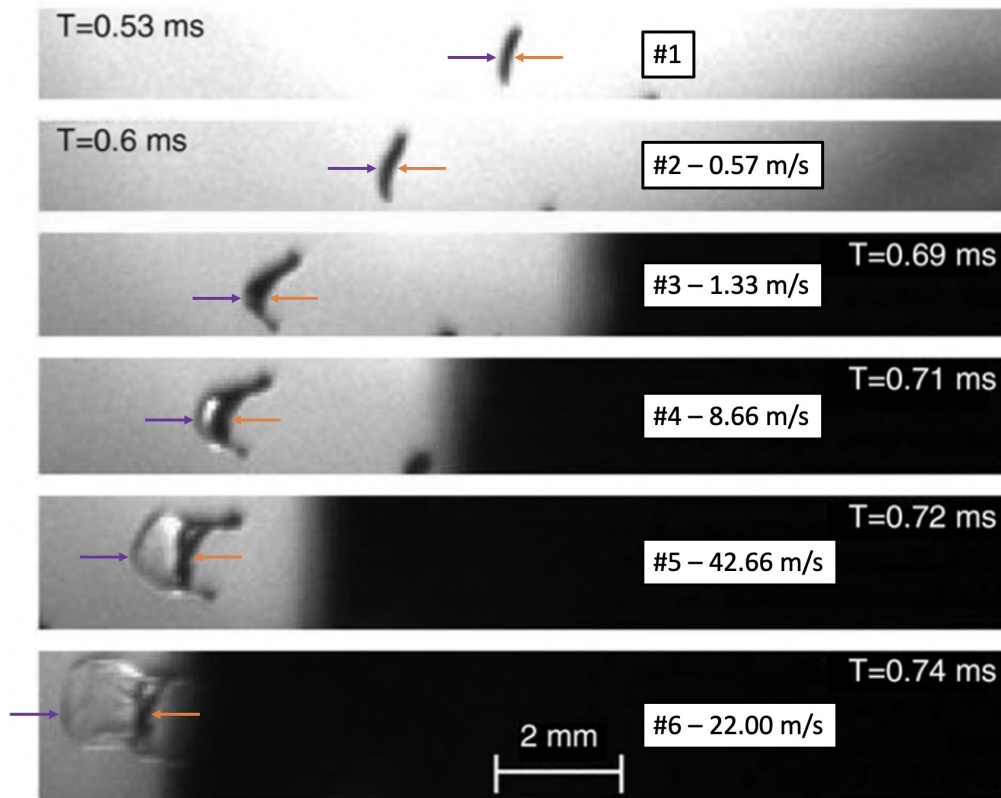 T=0.53 ms
#1
T=0.6 ms
#2 – 0.57 m/s
T=0.69 ms
#3 – 1.33 m/s
T=0.71 ms
#4 – 8.66 m/s
T=0.72 ms
#5 – 42.66 m/s
T=0.74 ms
#6 – 22.00 m/s
2 mm